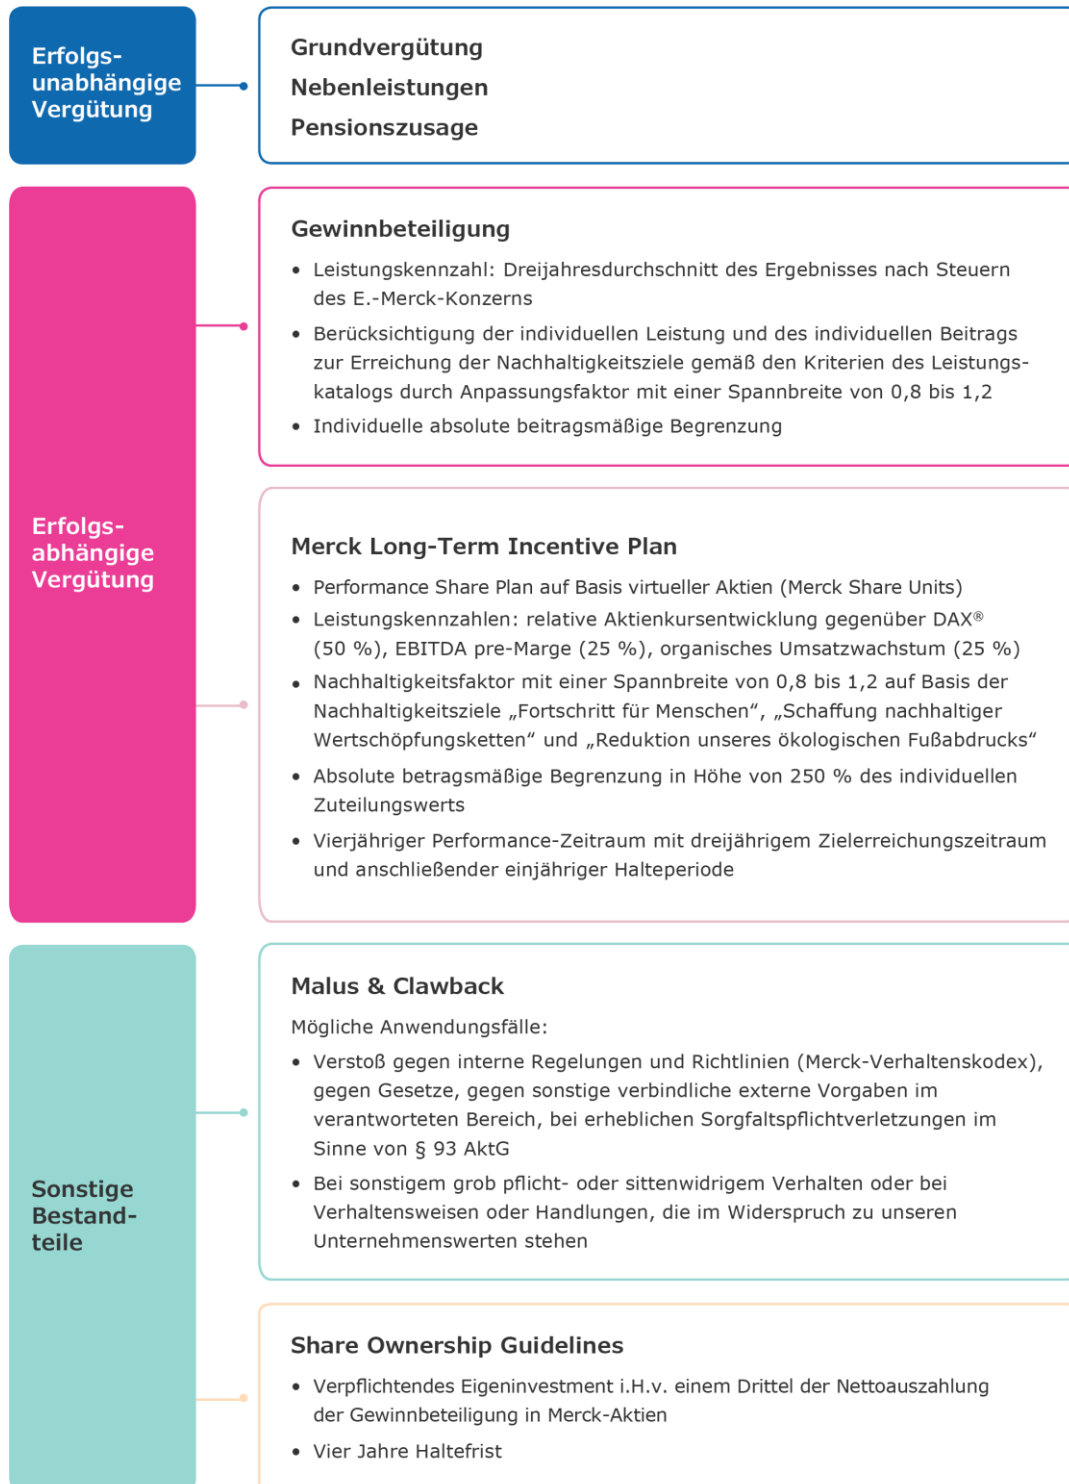 Erfolgs-
unabhängige
Vergütung
Grundvergütung
Nebenleistungen
Pensionszusage
Erfolgs-
abhängige
Vergütung
Gewinnbeteiligung
• Leistungskennzahl: Dreijahresdurchschnitt des Ergebnisses nach Steuern
des E.-Merck-Konzerns
• Berücksichtigung der individuellen Leistung und des individuellen Beitrags
zur Erreichung der Nachhaltigkeitsziele gemäß den Kriterien des Leistungs-
katalogs durch Anpassungsfaktor mit einer Spannbreite von 0,8 bis 1,2
• Individuelle absolute beitragsmäßige Begrenzung
Merck Long-Term Incentive Plan
• Performance Share Plan auf Basis virtueller Aktien (Merck Share Units)
• Leistungskennzahlen: relative Aktienkursentwicklung gegenüber DAX®
(50 %), EBITDA pre-Marge (25 %), organisches Umsatzwachstum (25 %)
• Nachhaltigkeitsfaktor mit einer Spannbreite von 0,8 bis 1,2 auf Basis der
Nachhaltigkeitsziele „Fortschritt für Menschen“, „Schaffung nachhaltiger
Wertschöpfungsketten“ und „Reduktion unseres ökologischen Fußabdrucks“
• Absolute betragsmäßige Begrenzung in Höhe von 250 % des individuellen
Zuteilungswerts
• Vierjähriger Performance-Zeitraum mit dreijährigem Zielerreichungszeitraum
und anschließender einjähriger Halteperiode
Sonstige
Bestand-
teile
Malus & Clawback
Mögliche Anwendungsfälle:
• Verstoß gegen interne Regelungen und Richtlinien (Merck-Verhaltenskodex),
gegen Gesetze, gegen sonstige verbindliche externe Vorgaben im
verantworteten Bereich, bei erheblichen Sorgfaltspflichtverletzungen im
Sinne von § 93 AktG
• Bei sonstigem grob pflicht- oder sittenwidrigem Verhalten oder bei
Verhaltensweisen oder Handlungen, die im Widerspruch zu unseren
Unternehmenswerten stehen
Share Ownership Guidelines
• Verpflichtendes Eigeninvestment i.H.v. einem Drittel der Nettoauszahlung
der Gewinnbeteiligung in Merck-Aktien
• Vier Jahre Haltefrist